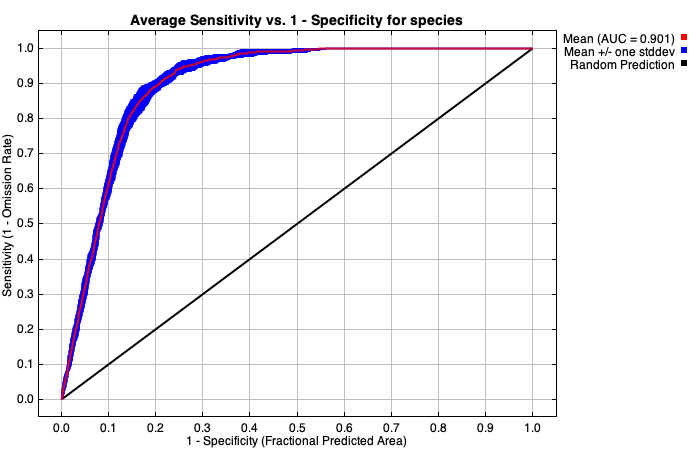 Average Sensitivity vs. 1 - Specificity for species
Mean (AUC = 0.901)
Mean +/- one stddev
Random Prediction
Sensitivity (1 - Omission Rate)
1.0
0.9
0.8
0.7
0.6
0.5
0.4
0.3
0.2
0.1
0.0
0.0 0.1 0.2 0.3 0.4 0.5 0.6 0.7 0.8 0.9 1.0
1 - Specificity (Fractional Predicted Area)